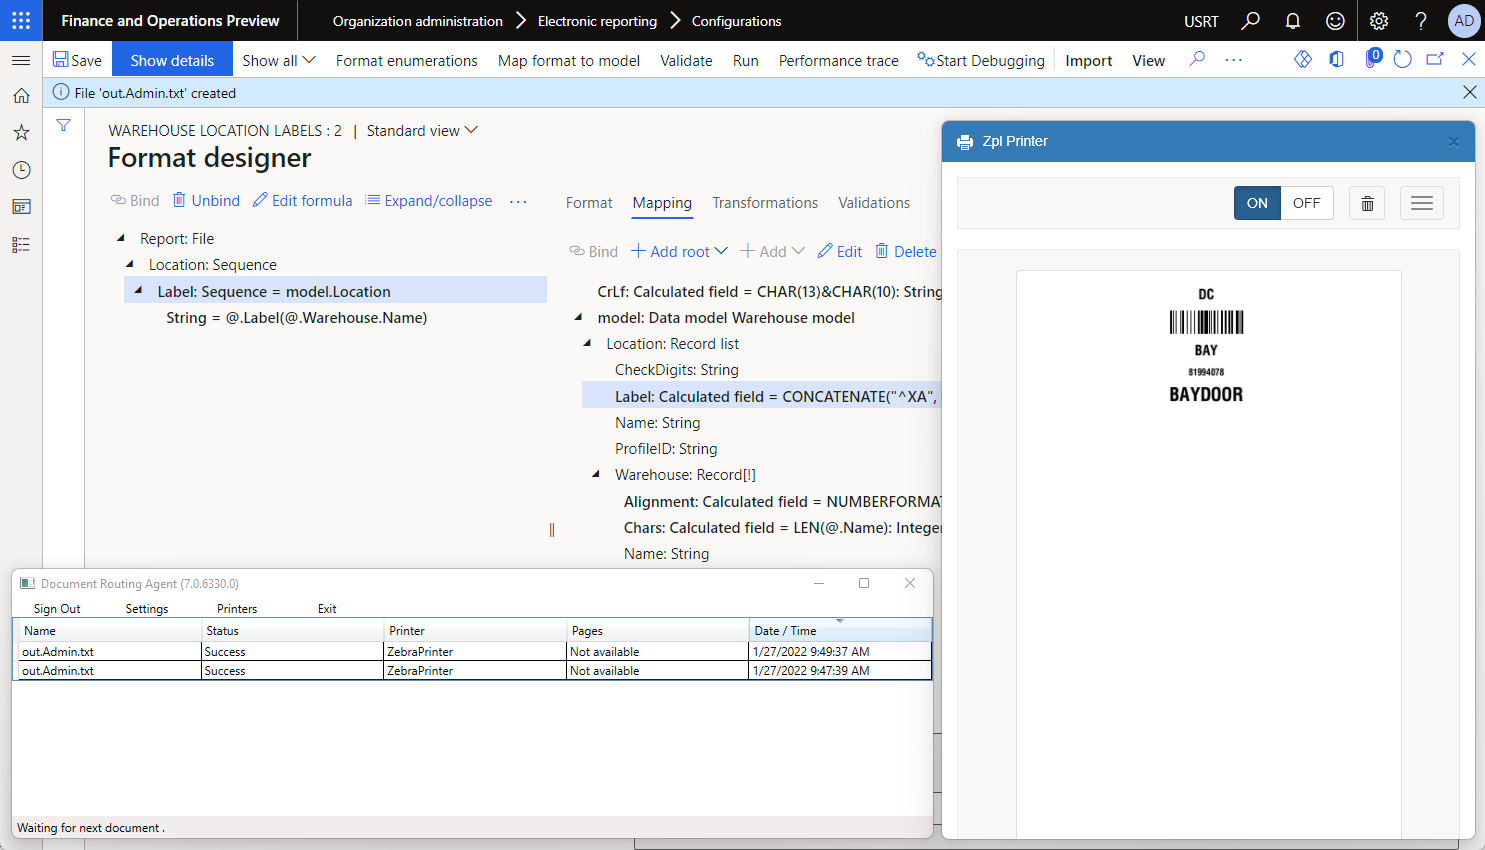 Finance and Operations Preview
Organization administration
Electronic reporting
Configurations
USRT
AD
Save
Show details
Show all
Format enumerations
Map format to model
Validate
Run
Performance trace
Start Debugging
Import
View
0
File 'out.Admin.txt' created
WAREHOUSE LOCATION LABELS : 2 | Standard view
Format designer
Bind
Unbind
Edit formula
Expand/collapse
Report: File
Location: Sequence
Label: Sequence = model.Location
String = @.Label(@.Warehouse.Name)
Format
Mapping
Transformations
Validations
Bind
Add root
Add
Edit
Delete
CrLf: Calculated field = CHAR(13)&CHAR(10): String
model: Data model Warehouse model
Location: Record list
CheckDigits: String
Label: Calculated field = CONCATENATE("^XA",
Name: String
ProfileID: String
Warehouse: Record[!]
Alignment: Calculated field = NUMBERFORMAT
Chars: Calculated field = LEN(@.Name): Integer
Name: String
Zpl Printer
ON
OFF
DC
BAY
81994078
BAYDOOR
Document Routing Agent (7.0.6330.0)
Sign Out
Settings
Printers
Exit
Name
Status
Printer
Pages
Date / Time
out.Admin.txt
Success
ZebraPrinter
Not available
1/27/2022 9:49:37 AM
out.Admin.txt
Success
ZebraPrinter
Not available
1/27/2022 9:47:39 AM
Waiting for next document .